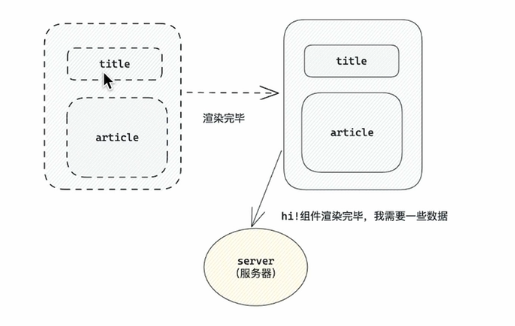 title
article
渲染完毕
title
article
hi!组件渲染完毕，我需要一些数据
server
(服务器)